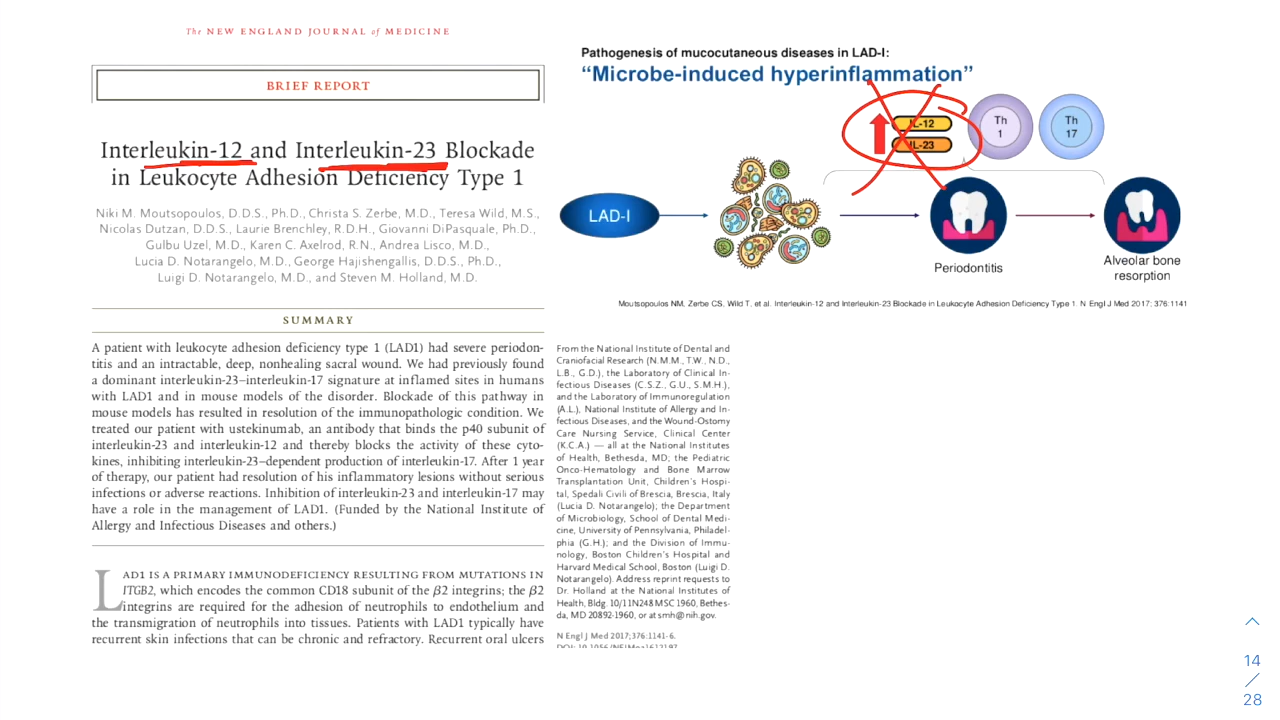 The NEW ENGLAND JOURNAL of MEDICINE
BRIEF REPORT
Interleukin-12 and Interleukin-23 Blockade
in Leukocyte Adhesion Deficiency Type 1
Niki M. Moutsopoulos, D.D.S., Ph.D., Christa S. Zerbe, M.D., Teresa Wild, M.S.,
Nicolas Dutzan, D.D.S., Laurie Brenchley, R.D.H., Giovanni DiPasquale, Ph.D.,
Gulbu Uzel, M.D., Karen C. Axelrod, R.N., Andrea Lisco, M.D.,
Lucia D. Notarangelo, M.D., George Hajishengallis, D.D.S., Ph.D.,
Luigi D. Notarangelo, M.D., and Steven M. Holland, M.D.
SUMMARY
A patient with leukocyte adhesion deficiency type 1 (LAD1) had severe periodon-
titis and an intractable, deep, nonhealing sacral wound. We had previously found
a dominant interleukin-23–interleukin-17 signature at inflamed sites in humans
with LAD1 and in mouse models of the disorder. Blockade of this pathway in
mouse models has resulted in resolution of the immunopathologic condition. We
treated our patient with ustekinumab, an antibody that binds the p40 subunit of
interleukin-23 and interleukin-12 and thereby blocks the activity of these cyto-
kines, inhibiting interleukin-23–dependent production of interleukin-17. After 1 year
of therapy, our patient had resolution of his inflammatory lesions without serious
infections or adverse reactions. Inhibition of interleukin-23 and interleukin-17 may
have a role in the management of LAD1. (Funded by the National Institute of
Allergy and Infectious Diseases and others.)
LAD1 IS A PRIMARY IMMUNODEFICIENCY RESULTING FROM MUTATIONS IN
ITGB2, which encodes the common CD18 subunit of the β2 integrins; the β2
integrins are required for the adhesion of neutrophils to endothelium and
the transmigration of neutrophils into tissues. Patients with LAD1 typically have
recurrent skin infections that can be chronic and refractory. Recurrent oral ulcers
Pathogenesis of mucocutaneous diseases in LAD-I:
“Microbe-induced hyperinflammation”
IL-12
IL-23
Th
1
Th
17
LAD-I
Periodontitis
Alveolar bone
resorption
Moutsopoulos NM, Zerbe CS, Wild T, et al. Interleukin-12 and Interleukin-23 Blockade in Leukocyte Adhesion Deficiency Type 1. N Engl J Med 2017; 376:1141
From the National Institute of Dental and
Craniofacial Research (N.M.M., T.W., N.D.,
L.B., G.D.), the Laboratory of Clinical In-
fectious Diseases (C.S.Z., G.U., S.M.H.),
and the Laboratory of Immunoregulation
(A.L.), National Institute of Allergy and In-
fectious Diseases, and the Wound-Ostomy
Care Nursing Service, Clinical Center
(K.C.A.) — all at the National Institutes
of Health, Bethesda, MD; the Pediatric
Onco-Hematology and Bone Marrow
Transplantation Unit, Children's Hospi-
tal, Spedali Civili of Brescia, Brescia, Italy
(Lucia D. Notarangelo); the Department
of Microbiology, School of Dental Medi-
cine, University of Pennsylvania, Philadel-
phia (G.H.); and the Division of Immu-
nology, Boston Children's Hospital and
Harvard Medical School, Boston (Luigi D.
Notarangelo). Address reprint requests to
Dr. Holland at the National Institutes of
Health, Bldg. 10/11N248 MSC 1960, Bethes-
da, MD 20892-1960, or at smh@nih.gov.
N Engl J Med 2017;376:1141-6.
14
/
28